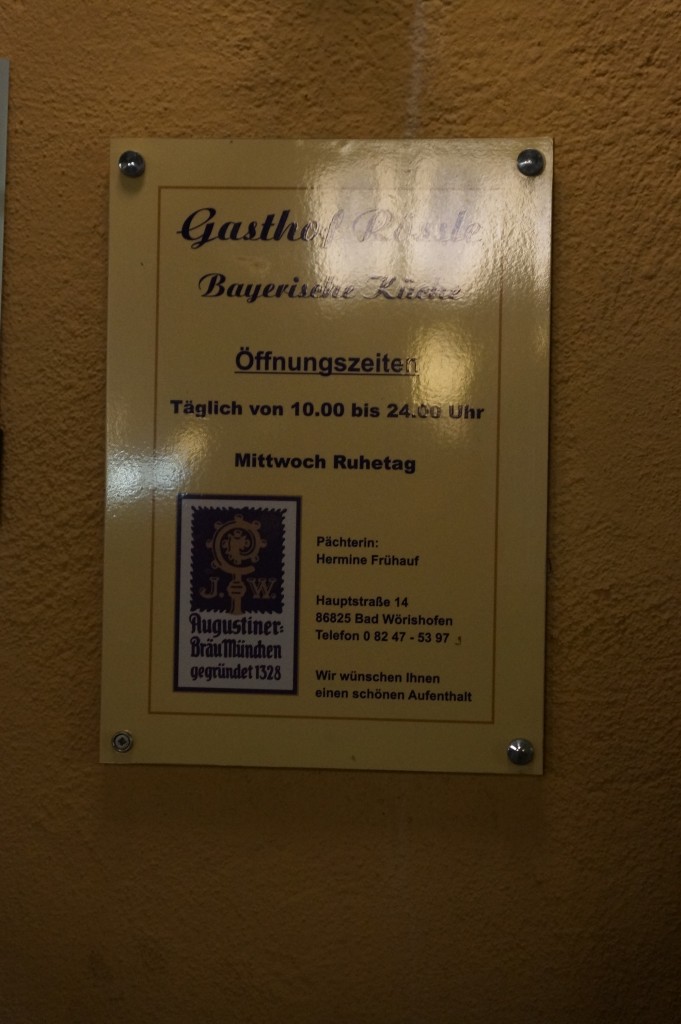 Gasthof Rössle
Bayerische Küche
Öffnungszeiten
Täglich von 10.00 bis 24.00 Uhr
Mittwoch Ruhetag
J. W.
Augustiner-
Bräu München
gegründet 1328
Pächterin:
Hermine Frühauf
Hauptstraße 14
86825 Bad Wörishofen
Telefon 0 82 47 - 53 97
Wir wünschen Ihnen
einen schönen Aufenthalt